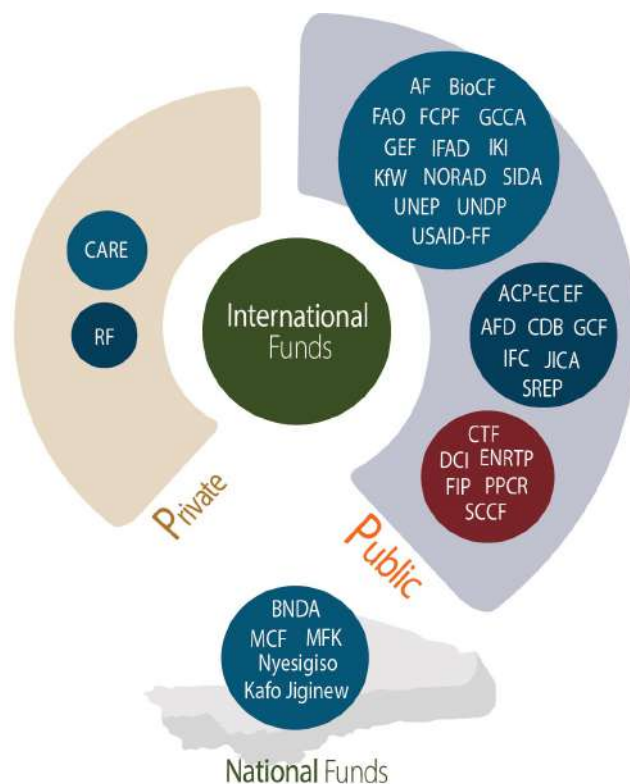 AF BioCF
FAO FCPF GCCA
GEF IFAD IKI
KfW NORAD SIDA
UNEP UNDP
USAID-FF
CARE
RF
International
Funds
ACP-EC EF
AFD CDB GCF
IFC JICA
SREP
CTF
DCI ENRTP
FIP PPCR
SCCF
Private
Public
BNDA
MCF MFK
Nyesigiso
Kafo Jiginew
National Funds